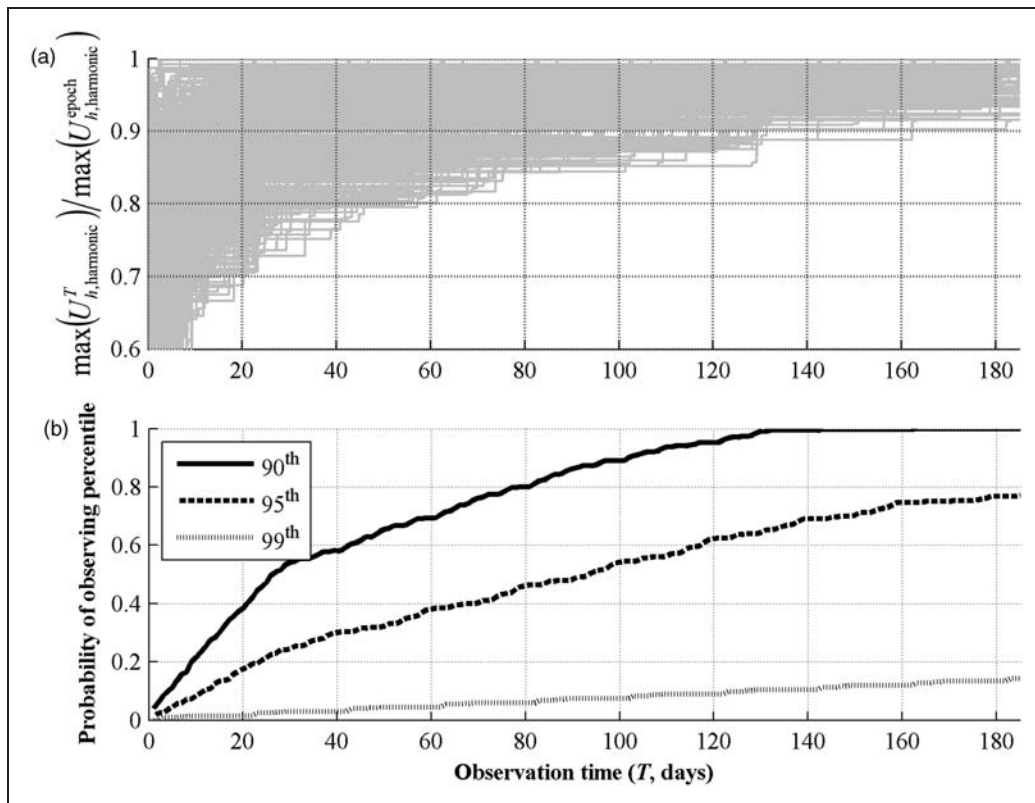 (a)
max(U^T_{h,harmonic})/max(U^epoch_{h,harmonic})
1
0.9
0.8
0.7
0.6
0 20 40 60 80 100 120 140 160 180
(b)
Probability of observing percentile
1
0.8
0.6
0.4
0.2
0
90th
95th
99th
0 20 40 60 80 100 120 140 160 180
Observation time (T, days)